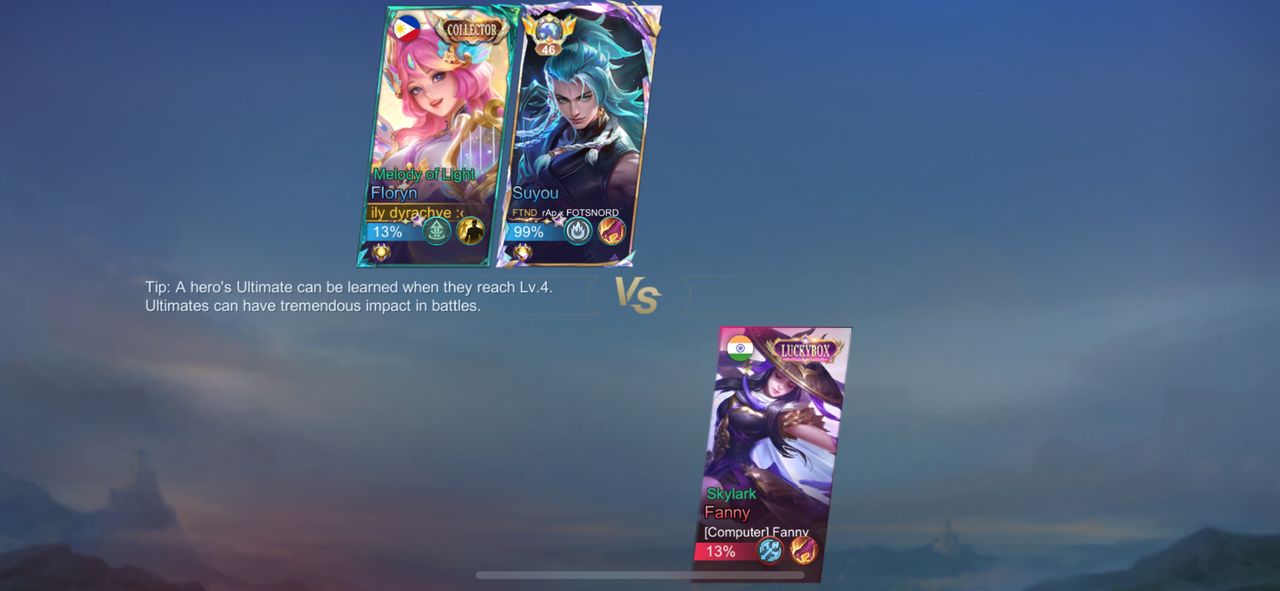 COLLECTOR
46
Melody of Light
Floryn
ily dyrachye :‹
13%
Suyou
FTND rAp x FOTSNORD
99%
Tip: A hero's Ultimate can be learned when they reach Lv.4.
Ultimates can have tremendous impact in battles.
VS
LUCKYBOX
Skylark
Fanny
[Computer] Fanny
13%